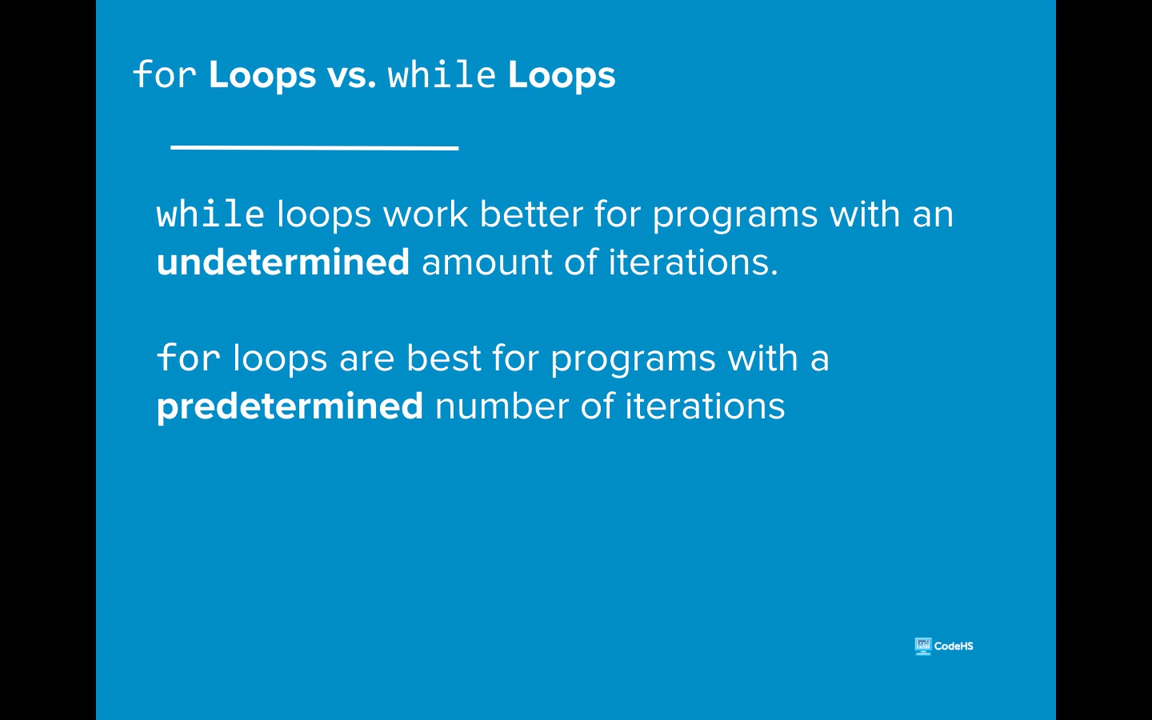 for Loops vs. while Loops
while loops work better for programs with an
undetermined amount of iterations.
for loops are best for programs with a
predetermined number of iterations
CodeHS